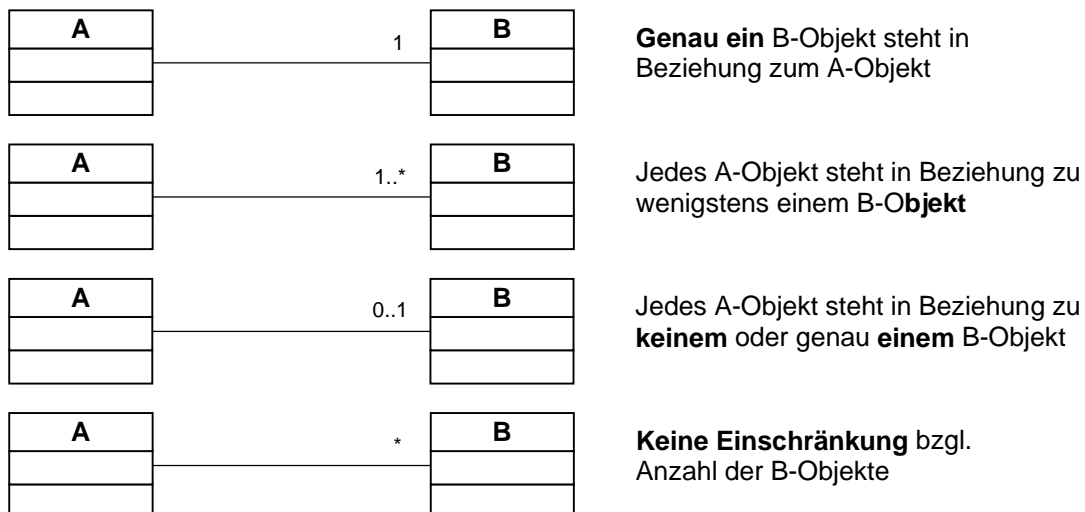 A
1
B
Genau ein B-Objekt steht in
Beziehung zum A-Objekt
A
1..*
B
Jedes A-Objekt steht in Beziehung zu
wenigstens einem B-Objekt
A
0..1
B
Jedes A-Objekt steht in Beziehung zu
keinem oder genau einem B-Objekt
A
*
B
Keine Einschränkung bzgl.
Anzahl der B-Objekte